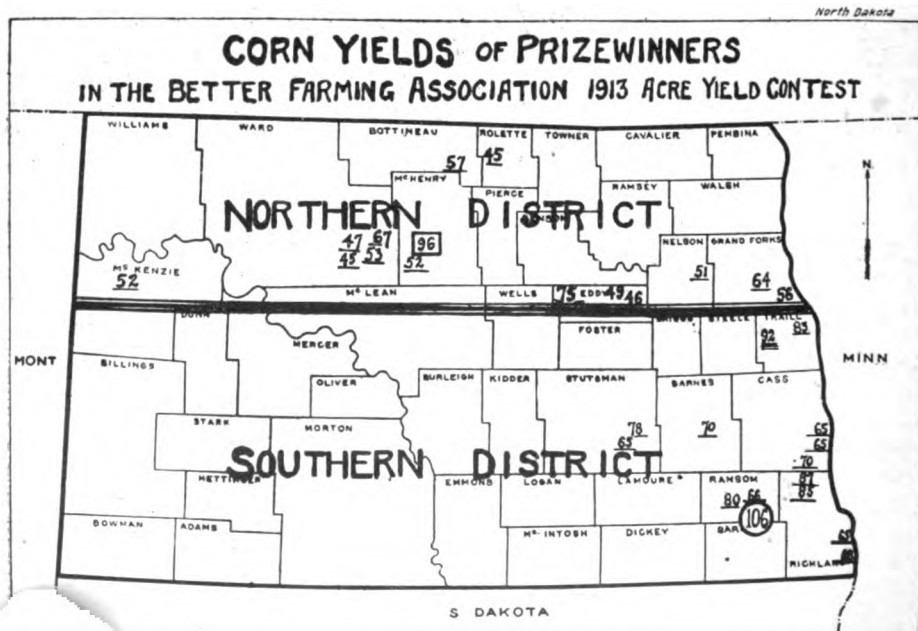 North Dakota
CORN YIELDS OF PRIZEWINNERS
IN THE BETTER FARMING ASSOCIATION 1913 ACRE YIELD CONTEST
WILLIAMS WARD BOTTINEAU ROLETTE TOWNER CAVALIER PEMBINA
57 45
N.
McHENRY PIERCE RAMSEY WALSH
NORTHERN DISTRICT
47 67 96 NELSON GRAND FORKS
45 53 52
McKENZIE 51 64
52
McLEAN WELLS 75 EDDY 49 46 56
DUNN FOSTER STEELE TRAILL 83
92
MERCER
MONT MINN
BILLINGS OLIVER BURLEIGH KIDDER STUTSMAN BARNES CASS
STARK MORTON 78 70 65
65 65
SOUTHERN DISTRICT 70
HETTINGER EMMONS LOGAN LAMOURE RANSOM 87
80 66 83
106
BOWMAN ADAMS McINTOSH DICKEY SAR
65
RICHLAND
S DAKOTA